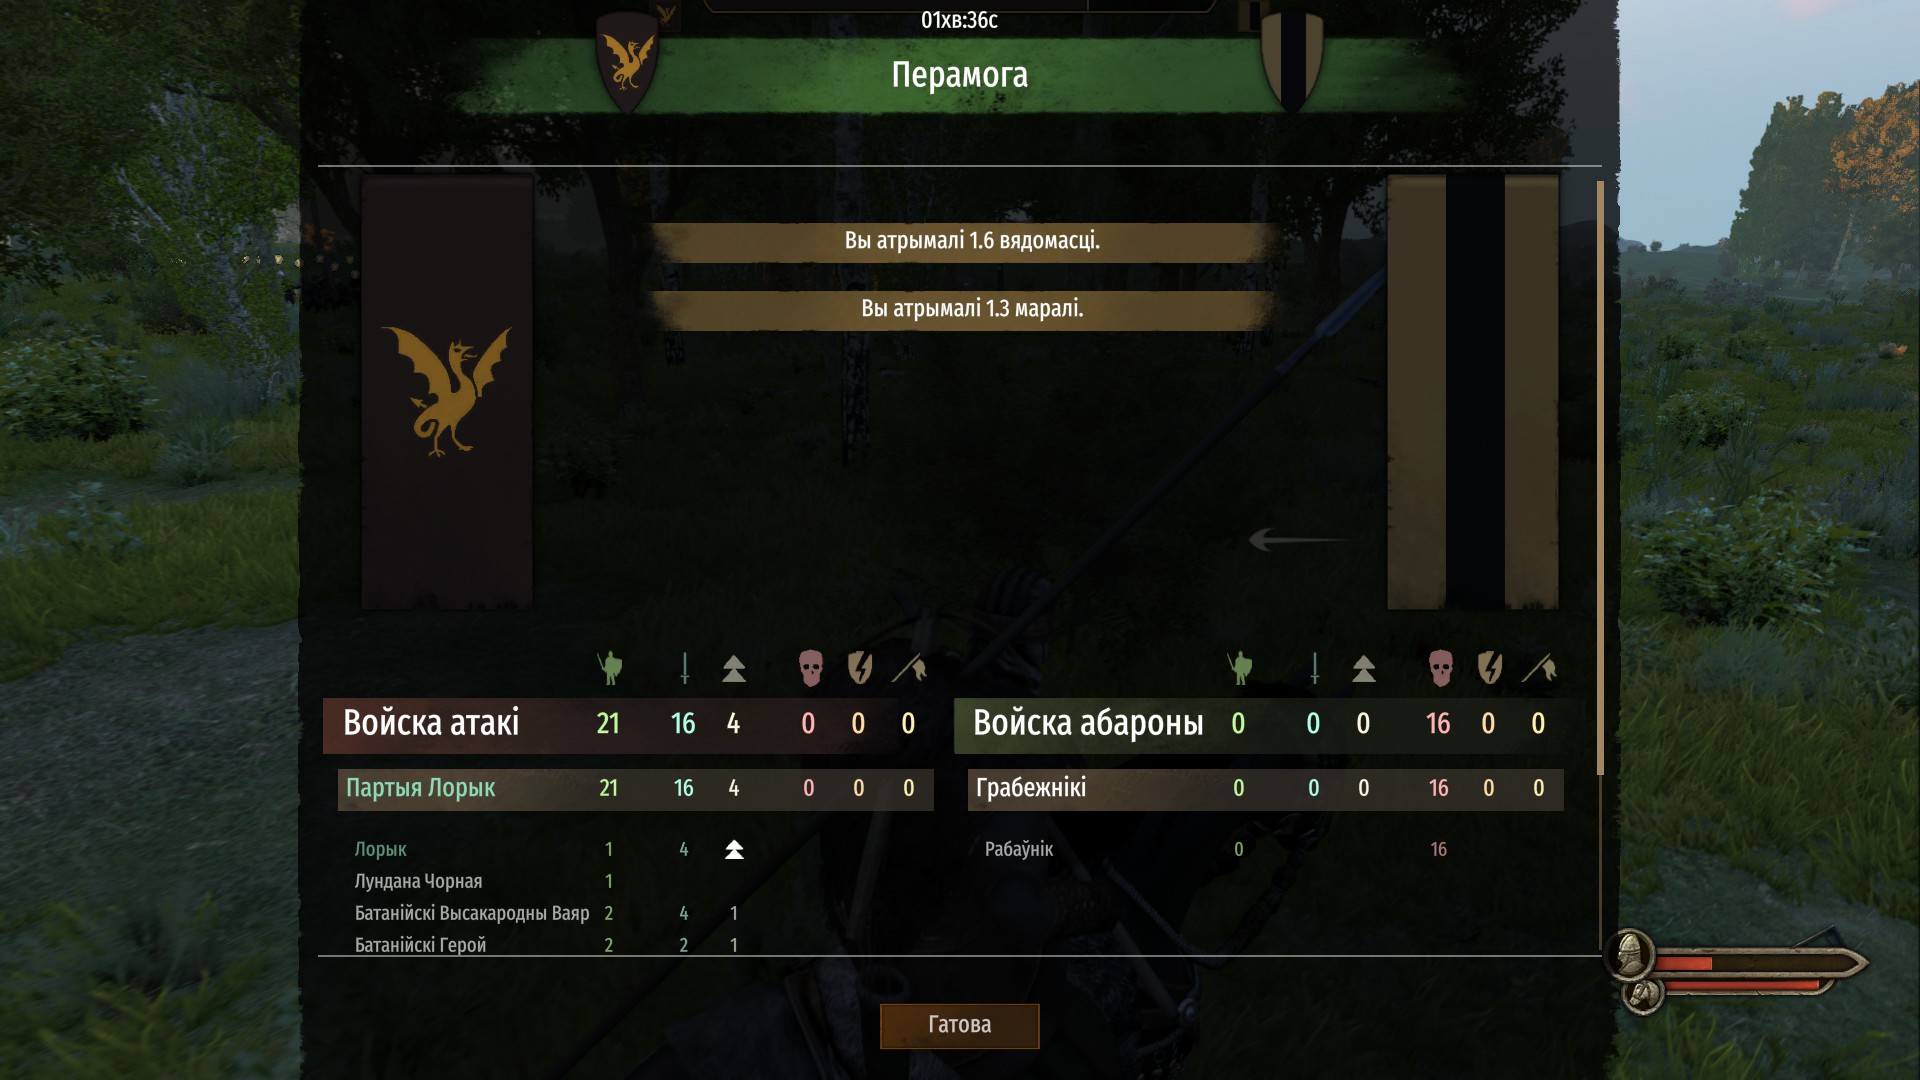 01хв:36с
Перамога
Вы атрымалі 1.6 вядомасці.
Вы атрымалі 1.3 маралі.
Войска атакі 21 16 4 0 0 0
Войска абароны 0 0 0 16 0 0
Партыя Лорык 21 16 4 0 0 0
Грабежнікі 0 0 0 16 0 0
Лорык 1 4
Рабаўнік 0 16
Лундана Чорная 1
Батанійскі Высакародны Ваяр 2 4 1
Батанійскі Герой 2 2 1
Гатова